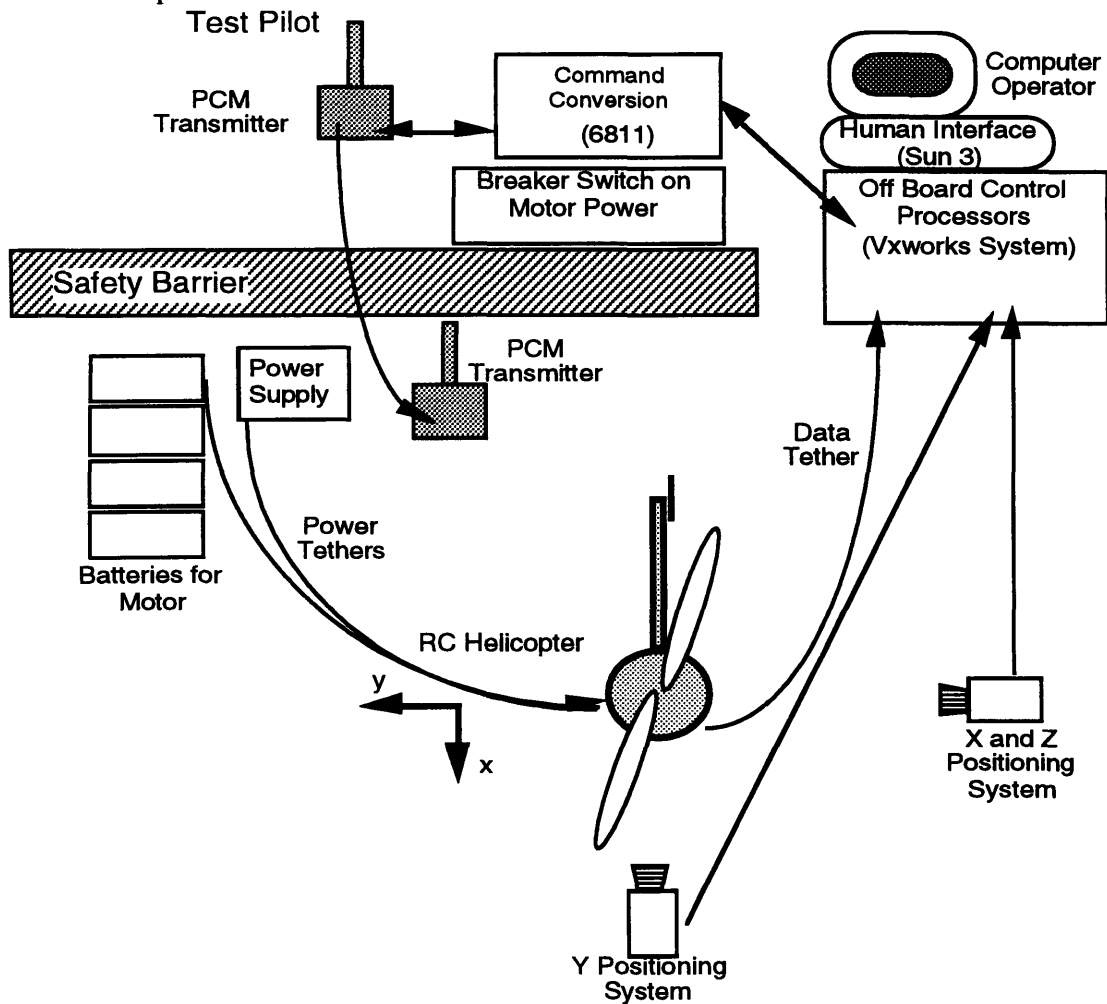 Test Pilot
PCM
Transmitter
Command
Conversion
(6811)
Computer
Operator
Human Interface
(Sun 3)
Breaker Switch on
Motor Power
Off Board Control
Processors
(Vxworks System)
Safety Barrier
Power
Supply
PCM
Transmitter
Data
Tether
Power
Tethers
Batteries for
Motor
RC Helicopter
y
x
X and Z
Positioning
System
Y Positioning
System